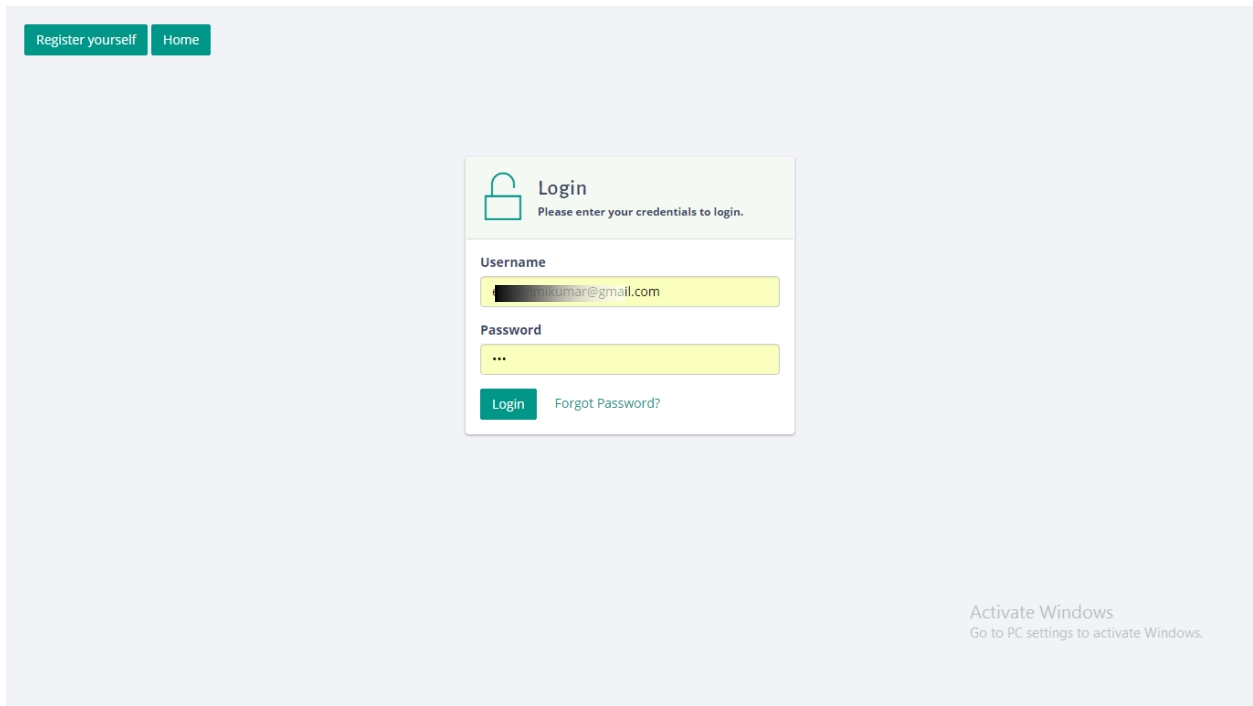 Register yourself Home
Login
Please enter your credentials to login.
Username
mikumar@gmail.com
Password
•••
Login Forgot Password?
Activate Windows
Go to PC settings to activate Windows.